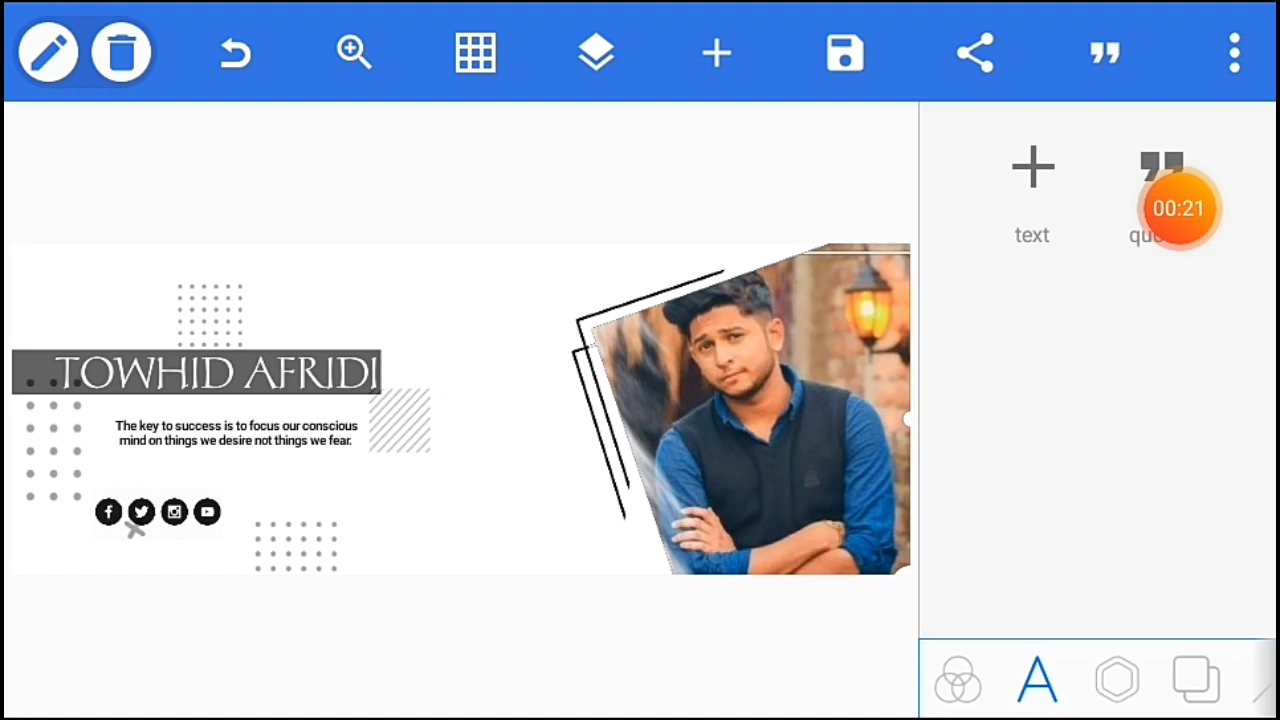 00:21
text
TOWHID AFRIDI
The key to success is to focus our conscious
mind on things we desire not things we fear.